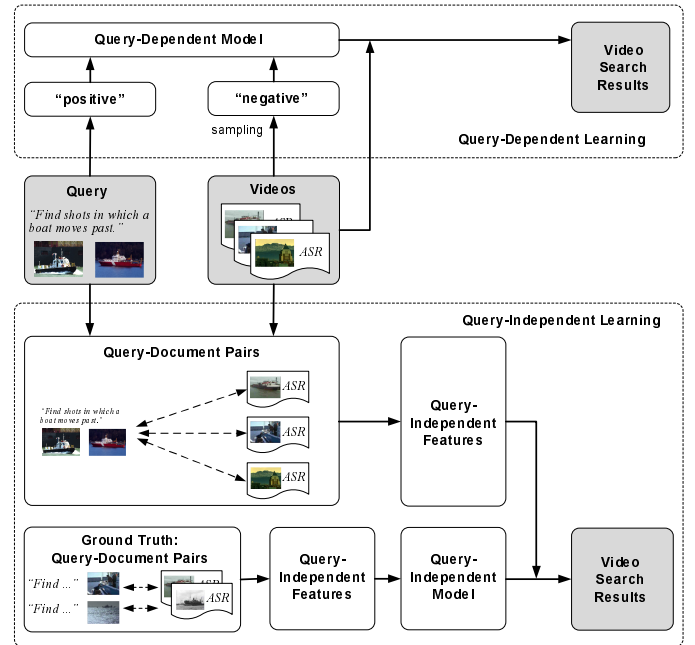 Query-Dependent Model
Video
Search
Results
“positive”
“negative”
sampling
Query-Dependent Learning
Query
“Find shots in which a
boat moves past.”
Videos
ASR
ASR
Query-Independent Learning
Query-Document Pairs
“Find shots in which a
boat moves past.”
ASR
ASR
ASR
Query-
Independent
Features
Ground Truth:
Query-Document Pairs
“Find ...”
“Find ...”
ASR
ASR
Query-
Independent
Features
Query-
Independent
Model
Video
Search
Results